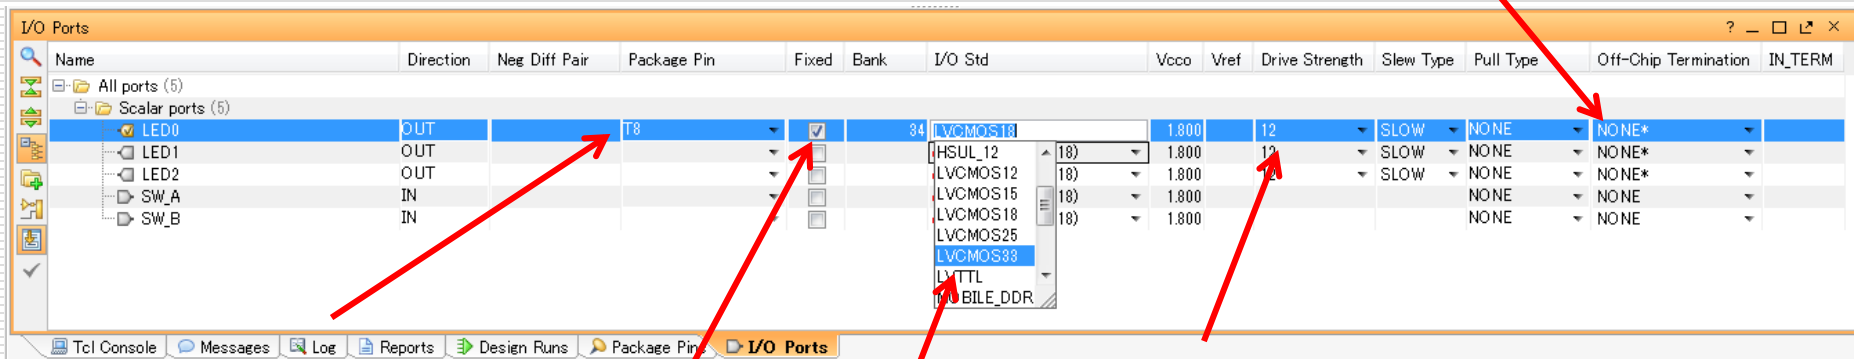 I/O Ports
Name Direction Neg Diff Pair Package Pin Fixed Bank I/O Std Vcco Vref Drive Strength Slew Type Pull Type Off-Chip Termination IN_TERM
All ports (5)
Scalar ports (5)
LED0 OUT T8 34 LVCMOS18 1.800 12 SLOW NONE NONE*
LED1 OUT HSUL_12 18) 1.800 12 SLOW NONE NONE*
LED2 OUT LVCMOS12 18) 1.800 12 SLOW NONE NONE*
SW_A IN LVCMOS15 18) 1.800 NONE NONE
SW_B IN LVCMOS18 18) 1.800 NONE NONE
LVCMOS25
LVCMOS33
LVTTL
MOBILE_DDR
Tcl Console Messages Log Reports Design Runs Package Pins I/O Ports